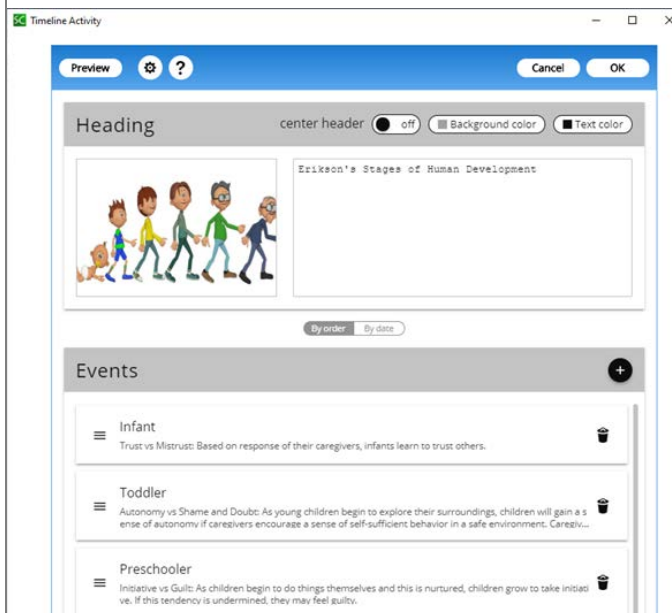 SC Timeline Activity
Preview ? Cancel OK
Heading center header off Background color Text color
Erikson's Stages of Human Development
By order By date
Events +
Infant
Trust vs Mistrust: Based on response of their caregivers, infants learn to trust others.
Toddler
Autonomy vs Shame and Doubt: As young children begin to explore their surroundings, children will gain a s
ense of autonomy if caregivers encourage a sense of self-sufficient behavior in a safe environment. Caregiv...
Preschooler
Initiative vs Guilt: As children begin to do things themselves and this is nurtured, children grow to take initiati
ve. If this tendency is undermined, they may feel guilty.